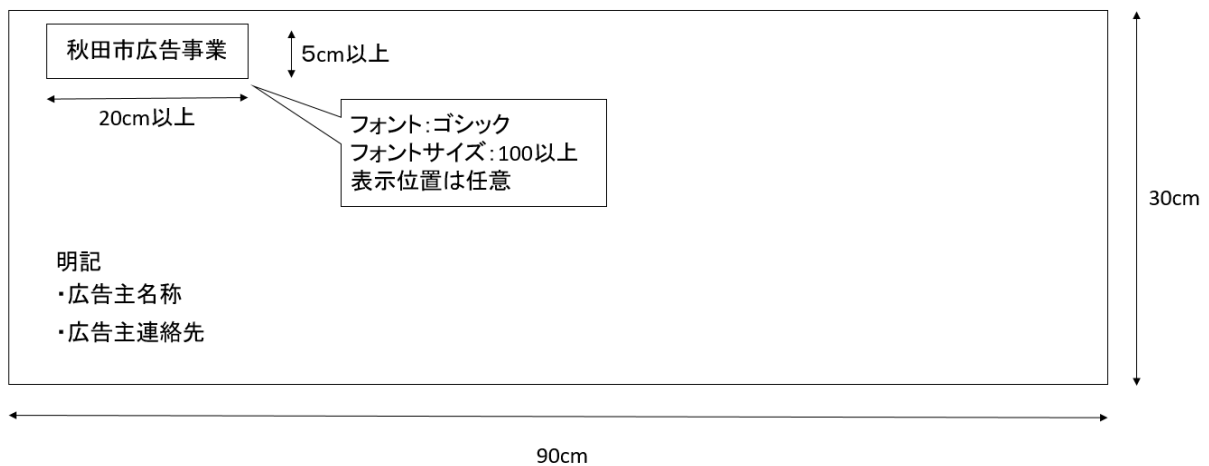 秋田市広告事業
5cm以上
20cm以上
フォント：ゴシック
フォントサイズ：100以上
表示位置は任意
30cm
明記
・広告主名称
・広告主連絡先
90cm